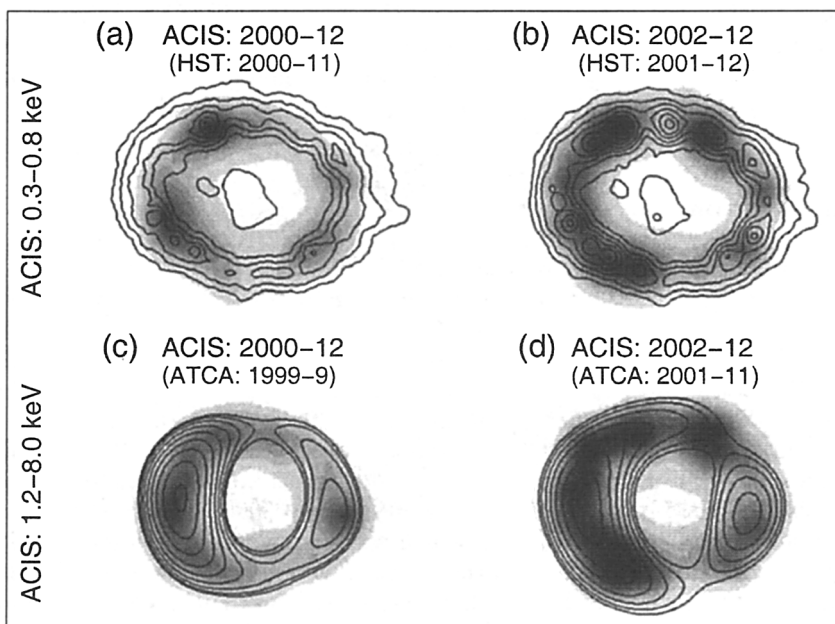 (a) ACIS: 2000−12
(HST: 2000−11)
(b) ACIS: 2002−12
(HST: 2001−12)
ACIS: 0.3−0.8 keV
(c) ACIS: 2000−12
(ATCA: 1999−9)
(d) ACIS: 2002−12
(ATCA: 2001−11)
ACIS: 1.2−8.0 keV